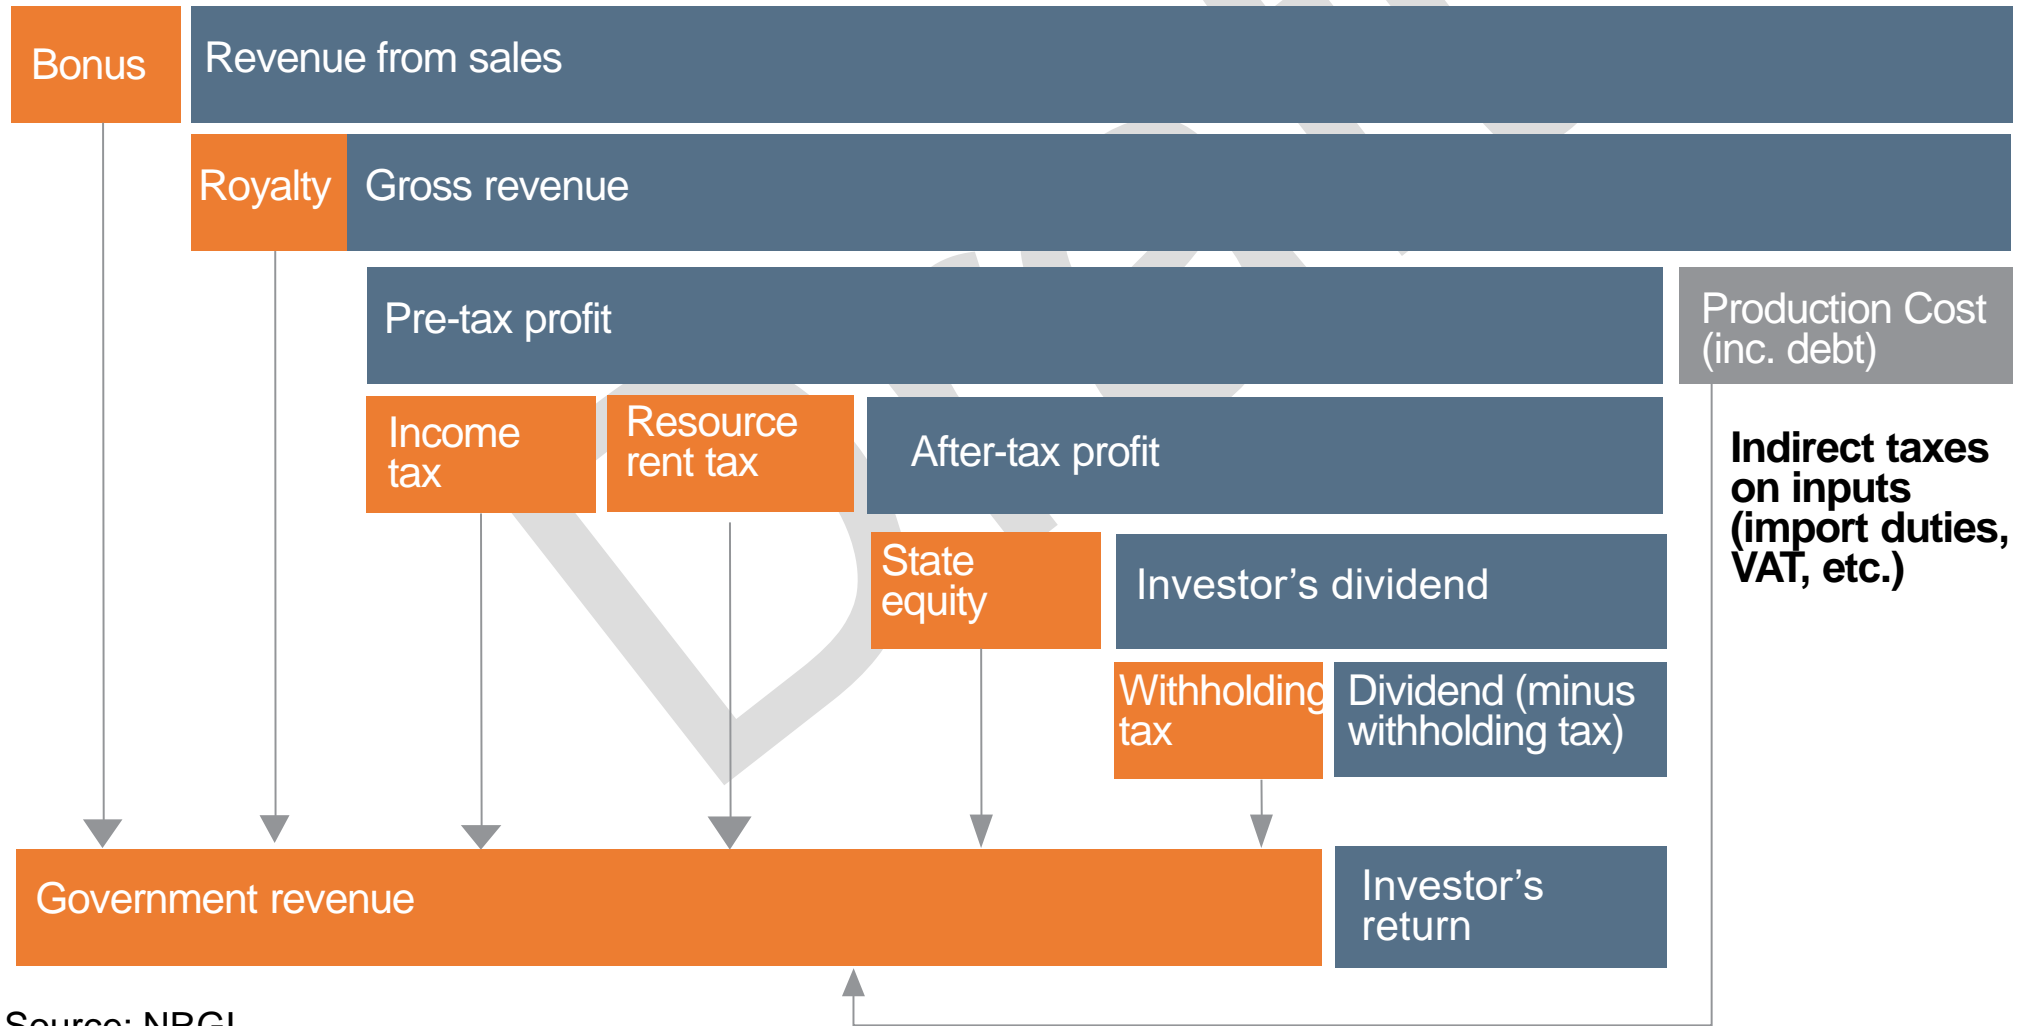 Bonus
Revenue from sales
Royalty
Gross revenue
Pre-tax profit
Production Cost
(inc. debt)
Income
tax
Resource
rent tax
After-tax profit
Indirect taxes
on inputs
(import duties,
VAT, etc.)
State
equity
Investor’s dividend
Withholding
tax
Dividend (minus
withholding tax)
Government revenue
Investor’s
return
Source: NRGI